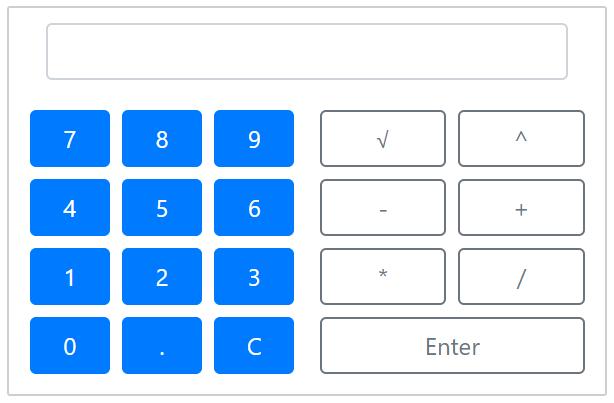 7 8 9 √ ^
4 5 6 - +
1 2 3 * /
0 . C Enter